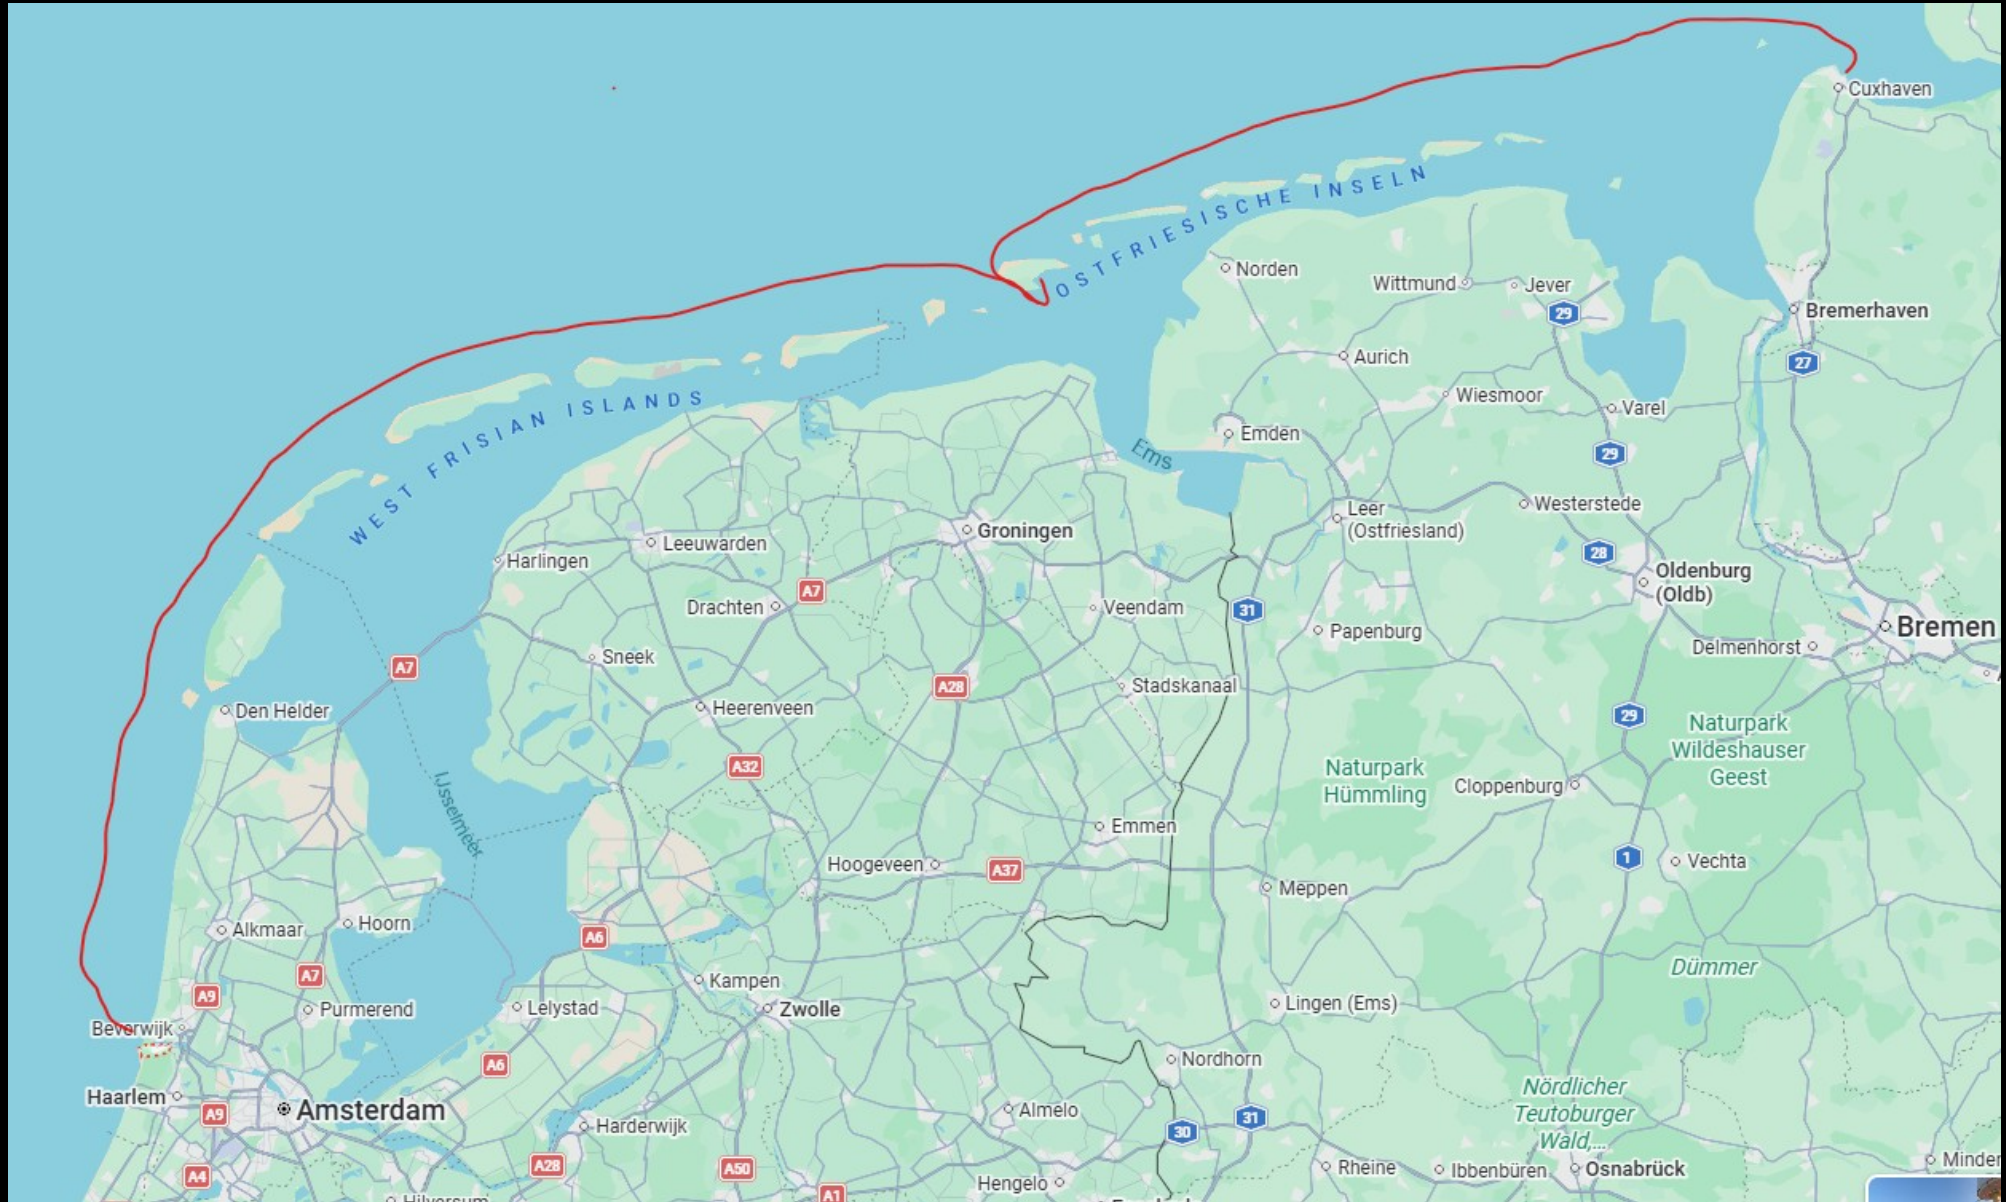 Cuxhaven
OSTFRIESISCHE INSELN
Norden
Wittmund
Jever
29
Bremerhaven
27
Aurich
Wiesmoor
Varel
WEST FRISIAN ISLANDS
Emden
Ems
29
Westerstede
Leer
(Ostfriesland)
Groningen
Leeuwarden
Harlingen
28
Oldenburg
(Oldb)
A7
Drachten
Veendam
31
Papenburg
Bremen
Delmenhorst
Sneek
A7
A28
Stadskanaal
Den Helder
Heerenveen
29
Naturpark
Wildeshauser
Geest
A32
Naturpark
Hümmling
Cloppenburg
IJsselmeer
Emmen
Hoogeveen
A37
1
Vechta
Meppen
Alkmaar
Hoorn
A6
Dümmer
A7
Kampen
A9
Purmerend
Lelystad
Zwolle
Lingen (Ems)
Beverwijk
A6
Nordhorn
Haarlem
A9
Amsterdam
Harderwijk
Almelo
30
31
Nördlicher
Teutoburger
Wald,...
A4
A28
A50
A1
Hengelo
Rheine
Ibbenbüren
Osnabrück
Minden
Hilversum